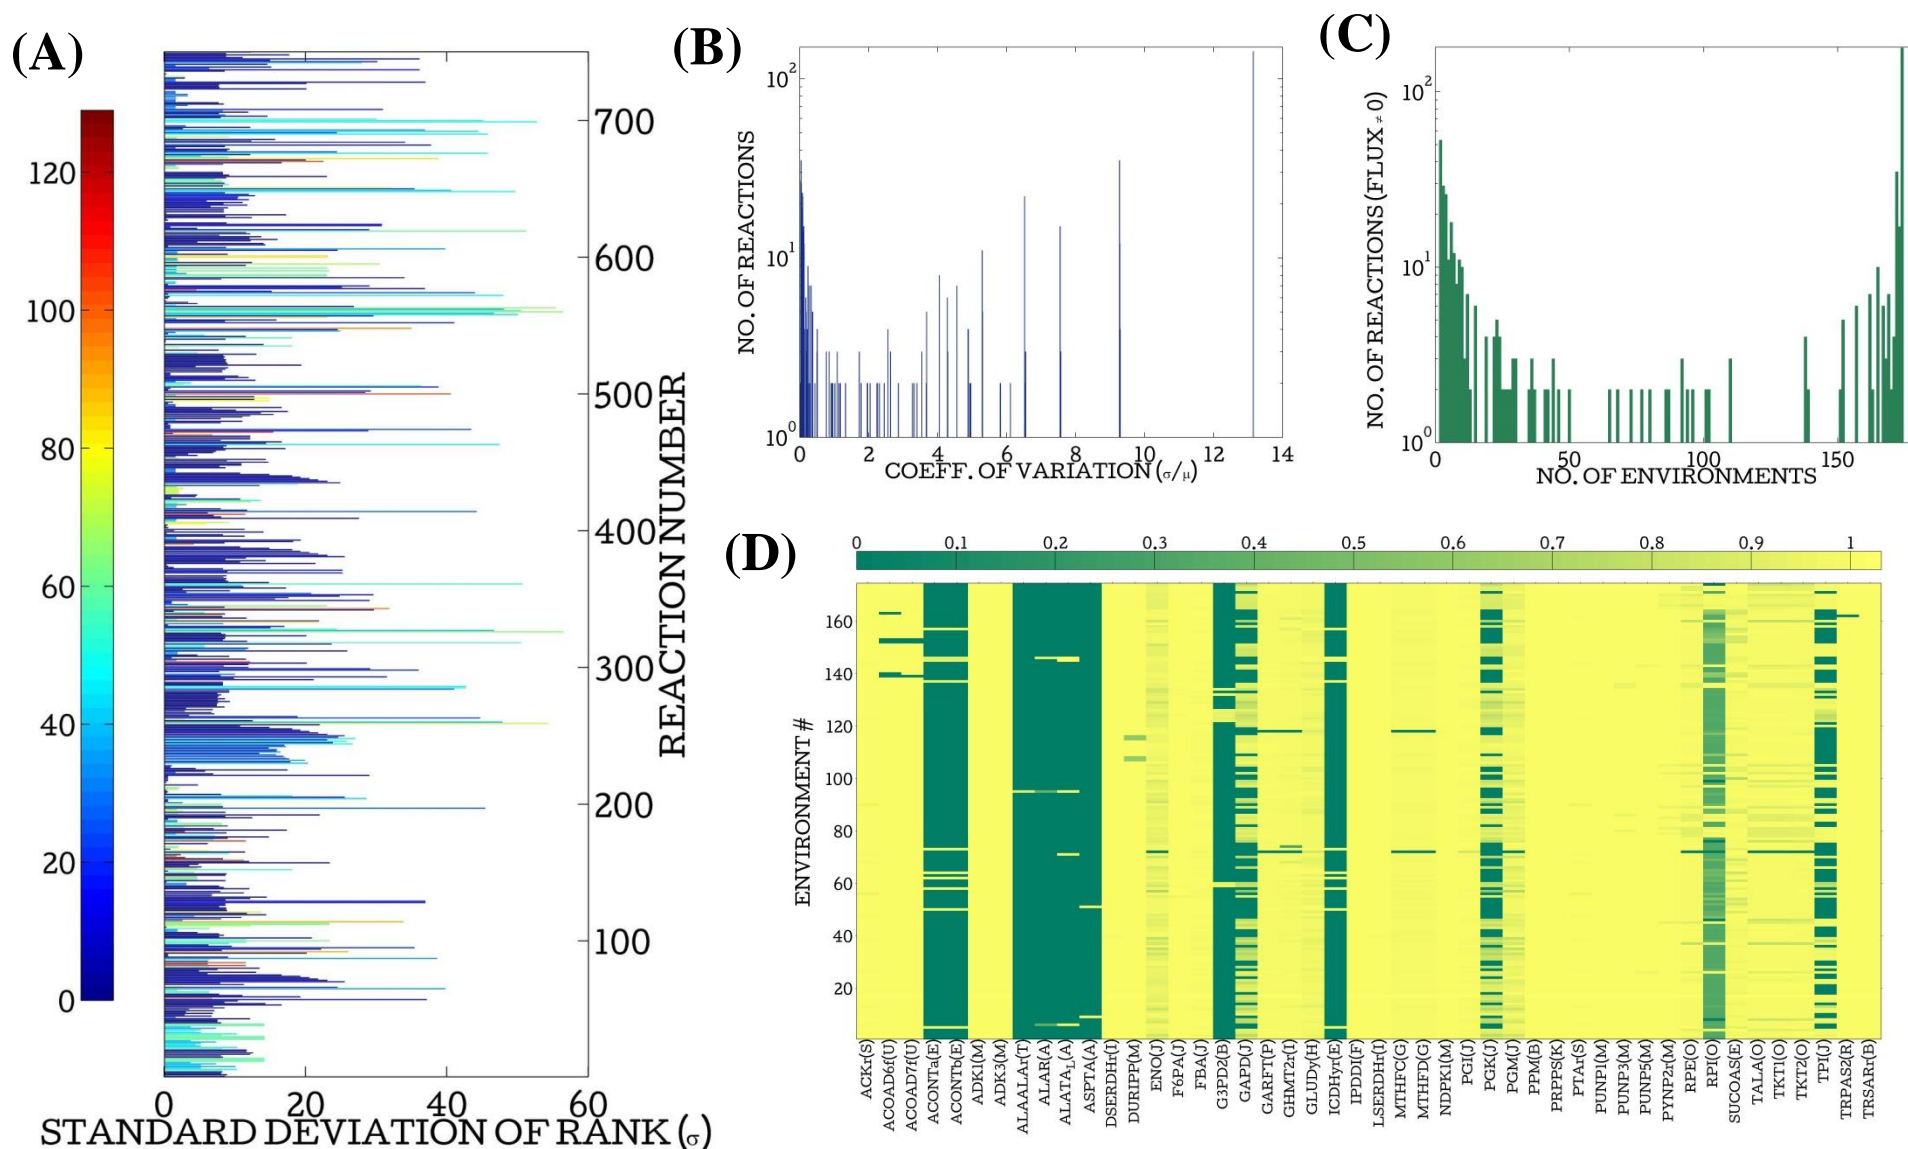 (A)
120
100
80
60
40
20
0
700
600
500
400
300
200
100
REACTION NUMBER
0 20 40 60
STANDARD DEVIATION OF RANK (σ)
(B)
NO. OF REACTIONS
10²
10¹
10⁰
0 2 4 6 8 10 12 14
COEFF. OF VARIATION (σ/μ)
(C)
NO. OF REACTIONS (FLUX ≠ 0)
10²
10¹
10⁰
0 50 100 150
NO. OF ENVIRONMENTS
(D)
0 0.1 0.2 0.3 0.4 0.5 0.6 0.7 0.8 0.9 1
ENVIRONMENT #
160
140
120
100
80
60
40
20
ACKr(S)
ACOAD6f(U)
ACOAD7f(U)
ACONTa(E)
ACONTb(E)
ADK1(M)
ADK3(M)
ALAALAr(T)
ALAR(A)
ALATA_L(A)
ASPTA(A)
DSERDHr(I)
DURIPP(M)
ENO(J)
F6PA(J)
FBA(J)
G3PD2(B)
GAPD(J)
GARFT(P)
GHMT2r(I)
GLUDy(H)
ICDHyr(E)
IPDDI(F)
LSERDHr(I)
MTHFC(G)
MTHFD(G)
NDPK1(M)
PGI(J)
PGK(J)
PGM(J)
PPM(B)
PRPPS(K)
PTAr(S)
PUNP1(M)
PUNP3(M)
PUNP5(M)
PYNP2r(M)
RPE(O)
RPI(O)
SUCOAS(E)
TALA(O)
TKT1(O)
TKT2(O)
TPI(J)
TRPAS2(R)
TRSARr(B)